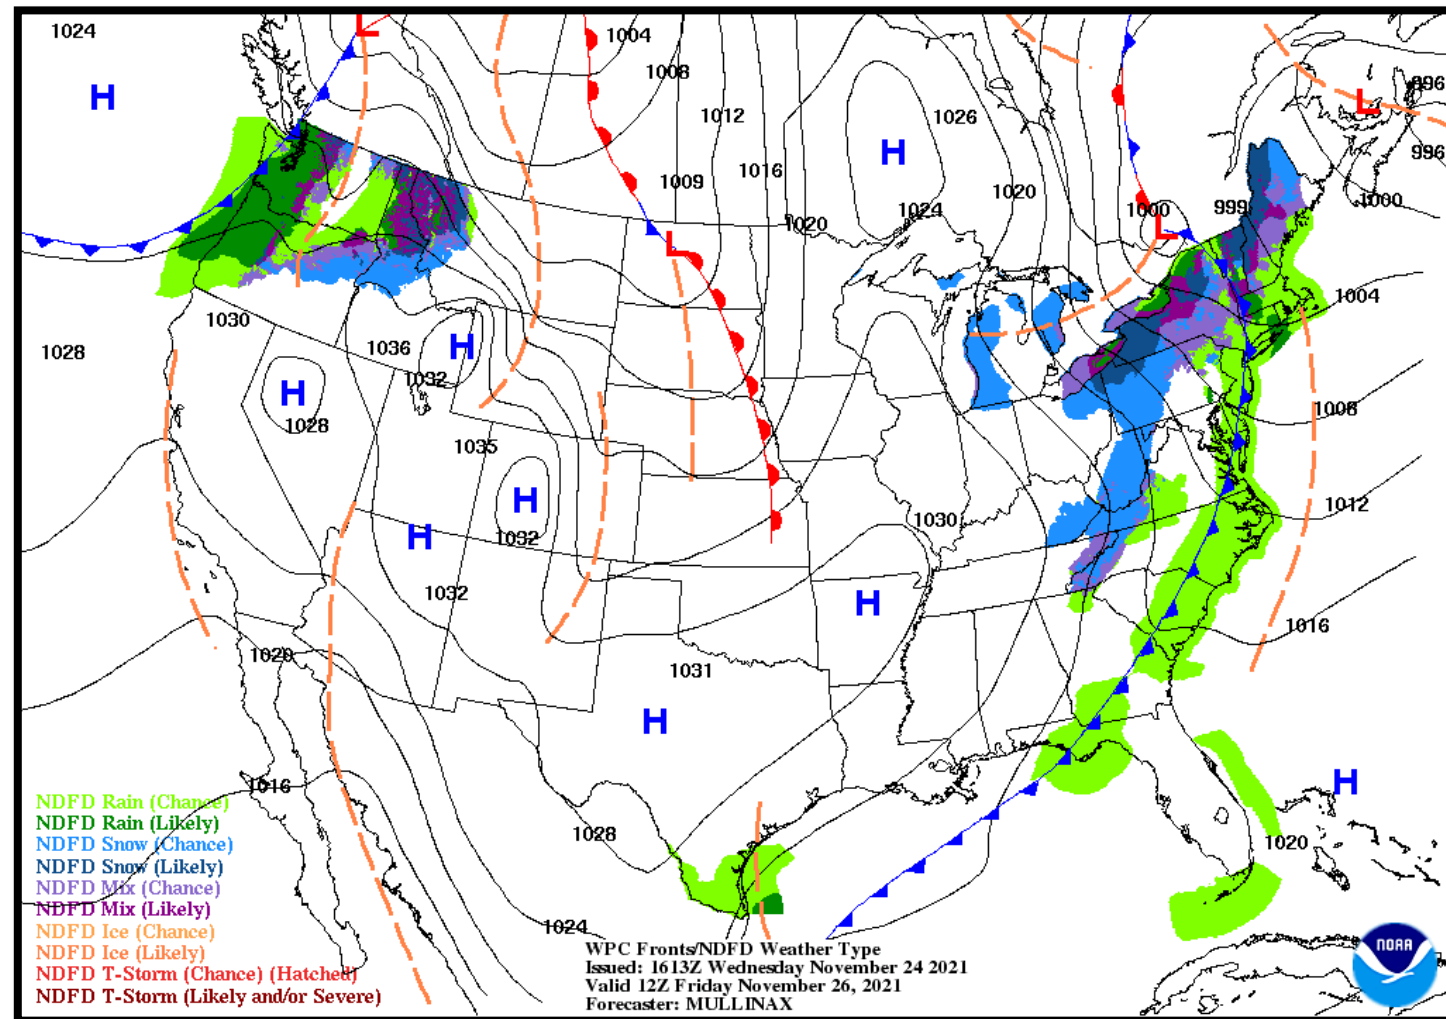 1024
L
1004
1008
996
H
L
1012
1026
H
996
1016
1009
1020
1024
1000
999
1000
1020
L
L
1004
1030
1028
1036
H
1032
H
1028
1008
1035
H
1032
1030
1012
H
1032
H
1016
1020
1031
H
H
1016
1028
1020
1024
NDFD Rain (Chance)
NDFD Rain (Likely)
NDFD Snow (Chance)
NDFD Snow (Likely)
NDFD Mix (Chance)
NDFD Mix (Likely)
NDFD Ice (Chance)
NDFD Ice (Likely)
NDFD T-Storm (Chance) (Hatched)
NDFD T-Storm (Likely and/or Severe)
WPC Fronts/NDFD Weather Type
Issued: 1613Z Wednesday November 24 2021
Valid 12Z Friday November 26, 2021
Forecaster: MULLINAX
NOAA